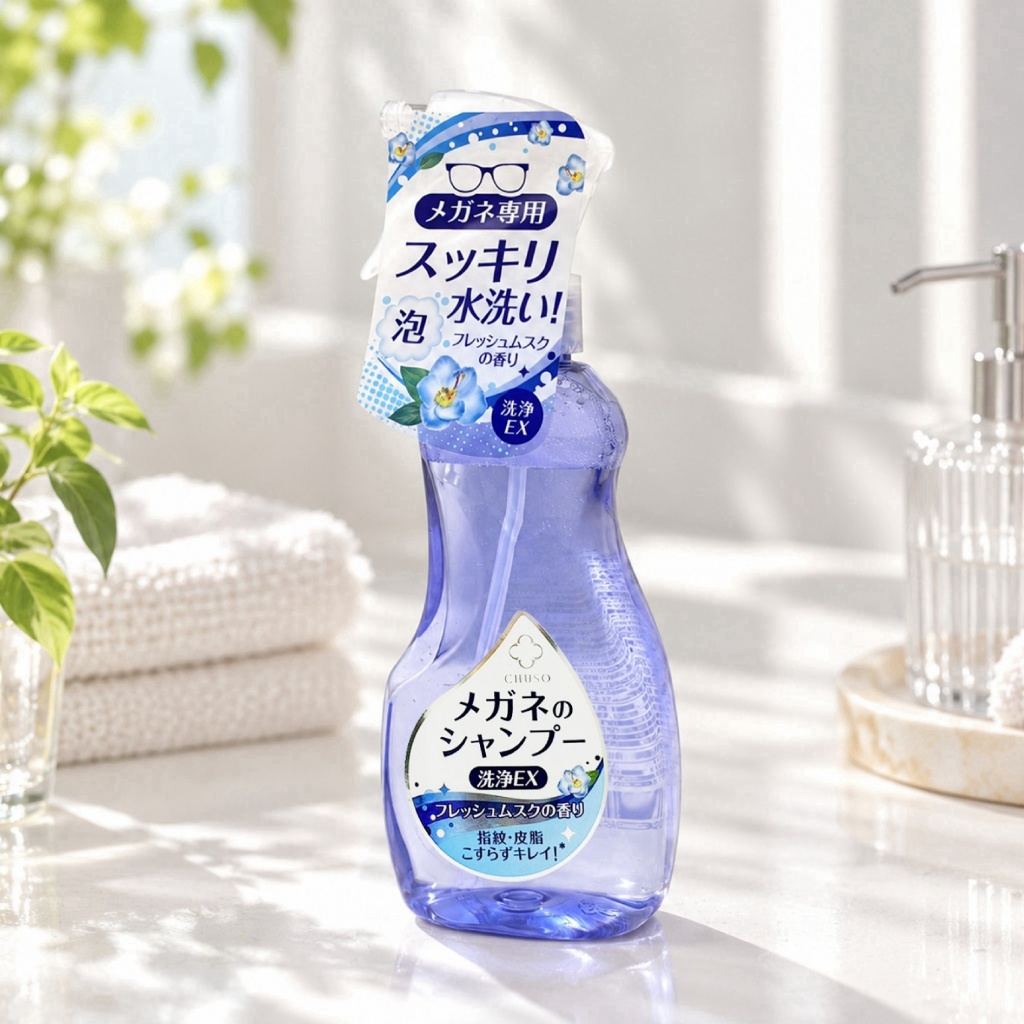 メガネ専用
スッキリ
水洗い!
泡
フレッシュムスク
の香り
洗浄
EX
CHUSO
メガネの
シャンプー
洗浄EX
フレッシュムスクの香り
指紋・皮脂
こすらずキレイ!*